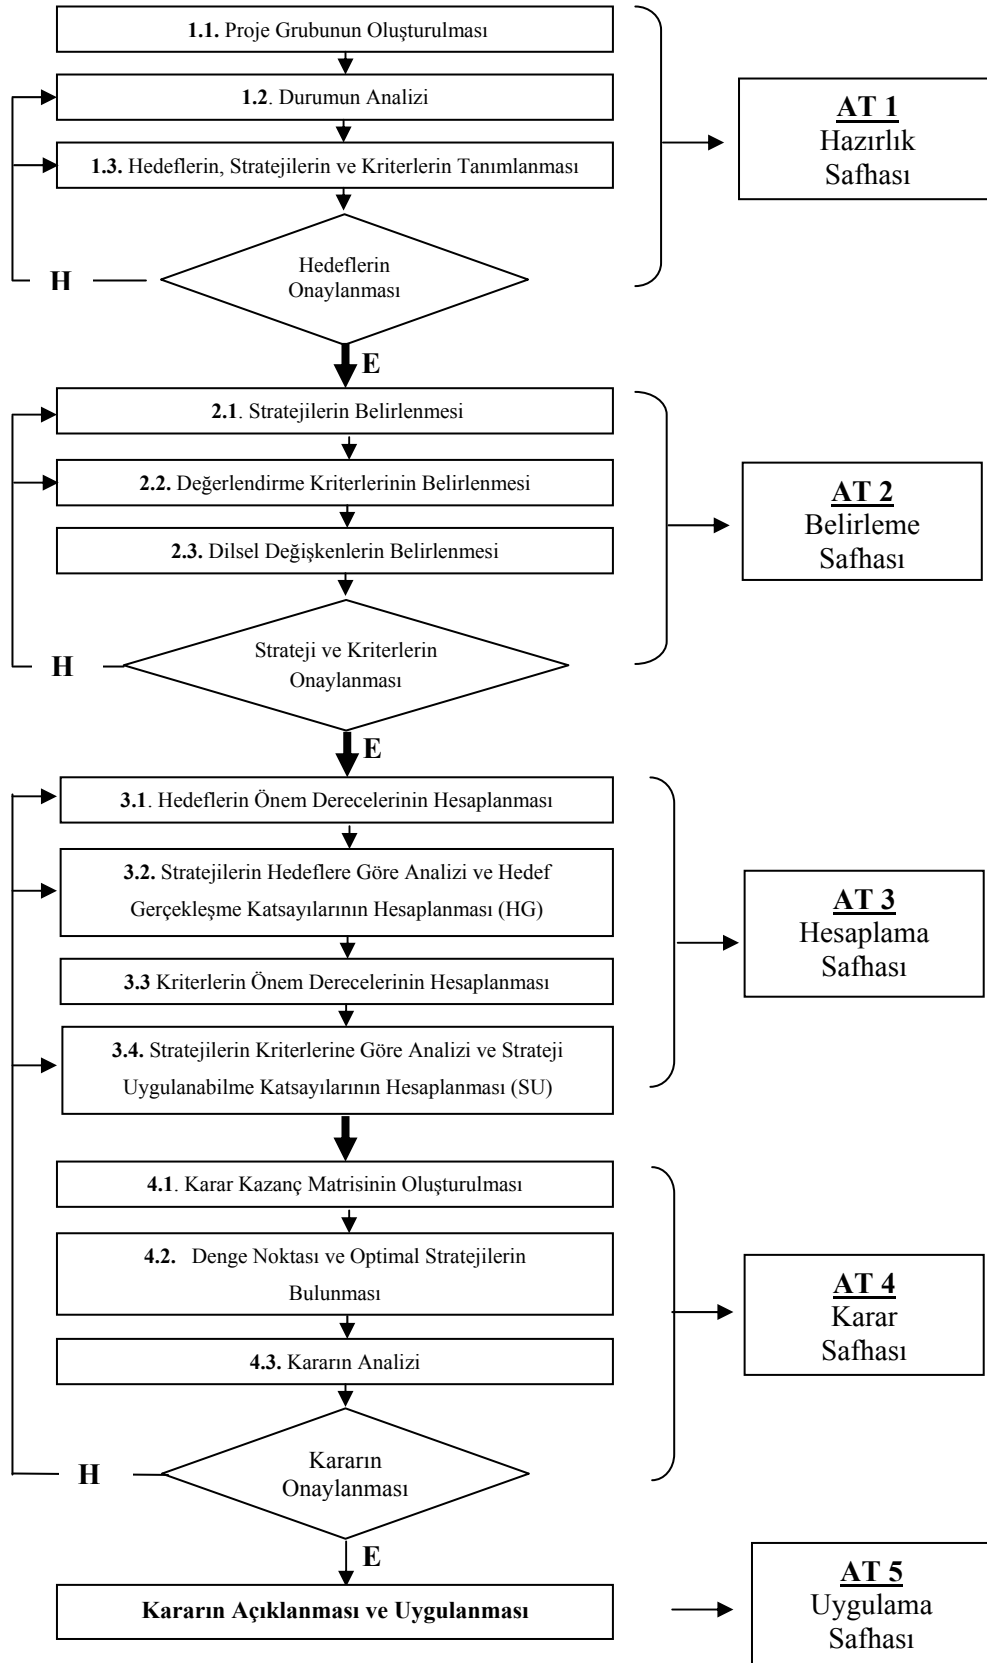 1.1. Proje Grubunun Oluşturulması
1.2. Durumun Analizi
1.3. Hedeflerin, Stratejilerin ve Kriterlerin Tanımlanması
Hedeflerin
Onaylanması
H
E
AT 1
Hazırlık
Safhası
2.1. Stratejilerin Belirlenmesi
2.2. Değerlendirme Kriterlerinin Belirlenmesi
2.3. Dilsel Değişkenlerin Belirlenmesi
Strateji ve Kriterlerin
Onaylanması
H
E
AT 2
Belirleme
Safhası
3.1. Hedeflerin Önem Derecelerinin Hesaplanması
3.2. Stratejilerin Hedeflere Göre Analizi ve Hedef
Gerçekleşme Katsayılarının Hesaplanması (HG)
3.3 Kriterlerin Önem Derecelerinin Hesaplanması
3.4. Stratejilerin Kriterlerine Göre Analizi ve Strateji
Uygulanabilme Katsayılarının Hesaplanması (SU)
AT 3
Hesaplama
Safhası
4.1. Karar Kazanç Matrisinin Oluşturulması
4.2. Denge Noktası ve Optimal Stratejilerin
Bulunması
4.3. Kararın Analizi
Kararın
Onaylanması
H
E
AT 4
Karar
Safhası
Kararın Açıklanması ve Uygulanması
AT 5
Uygulama
Safhası